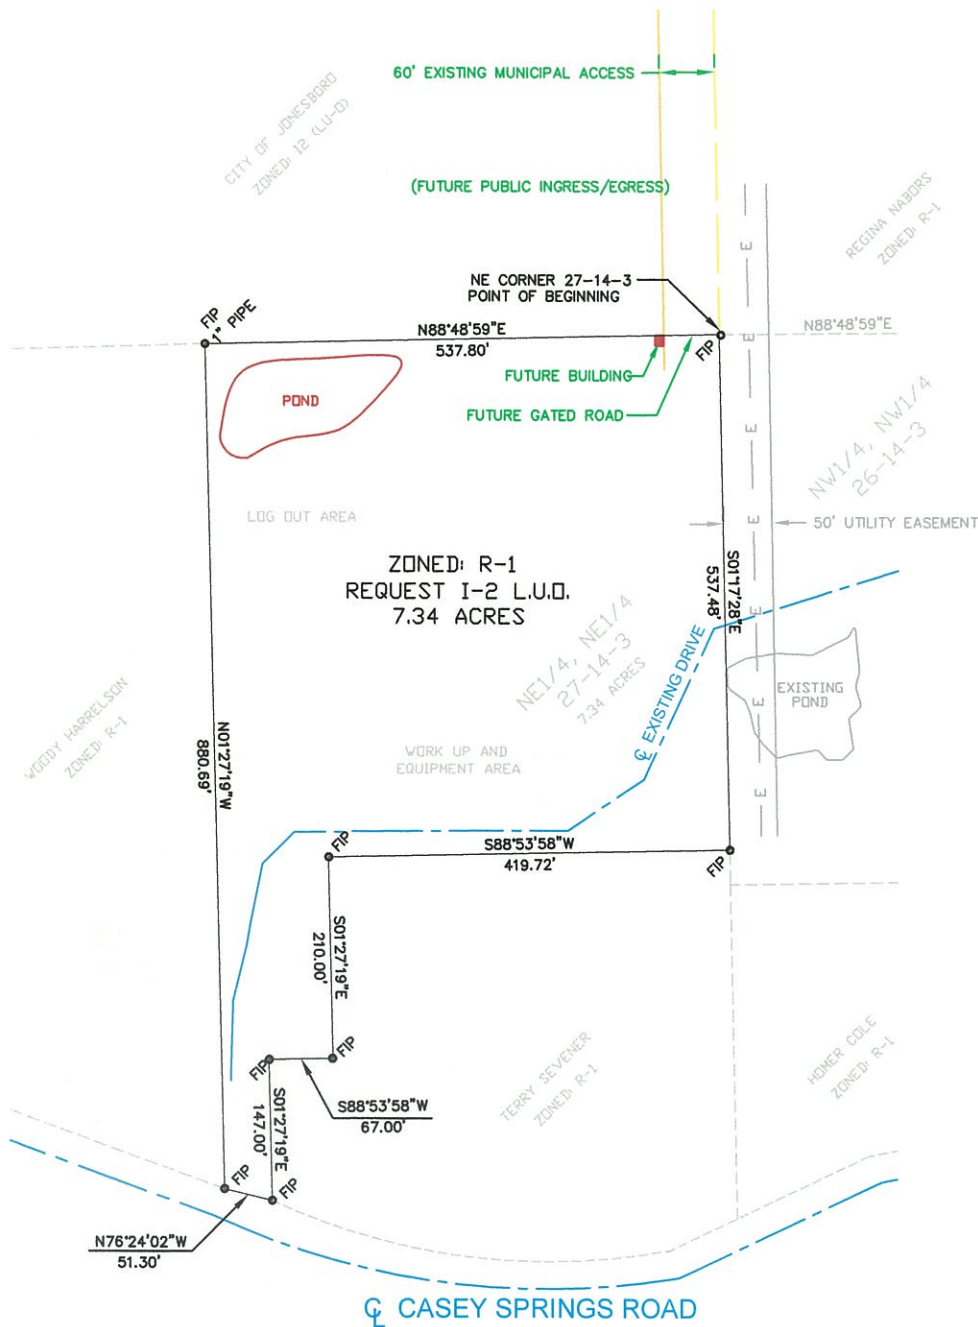 60' EXISTING MUNICIPAL ACCESS
CITY OF JONESBORO
ZONED: 12 (LU-O)
(FUTURE PUBLIC INGRESS/EGRESS)
REGINA NABORS
ZONED: R-1
NE CORNER 27-14-3
POINT OF BEGINNING
FIP
1" PIPE
N88°48'59"E
537.80'
N88°48'59"E
FIP
FUTURE BUILDING
FUTURE GATED ROAD
POND
NW1/4, NW1/4
26-14-3
LOG OUT AREA
50' UTILITY EASEMENT
E
E
E
E
E
E
E
ZONED: R-1
REQUEST I-2 L.U.O.
7.34 ACRES
S01°17'28"E
537.48'
NE1/4, NE1/4
27-14-3
7.34 ACRES
℄ EXISTING DRIVE
EXISTING
POND
WOODY HARRELSON
ZONED: R-1
N01°27'19"W
880.69'
WORK UP AND
EQUIPMENT AREA
FIP
S88°53'58"W
419.72'
FIP
S01°27'19"E
210.00'
FIP
FIP
S88°53'58"W
67.00'
TERRY SEVENER
ZONED: R-1
HOMER COLE
ZONED: R-1
S01°27'19"E
147.00'
FIP
FIP
N76°24'02"W
51.30'
℄ CASEY SPRINGS ROAD